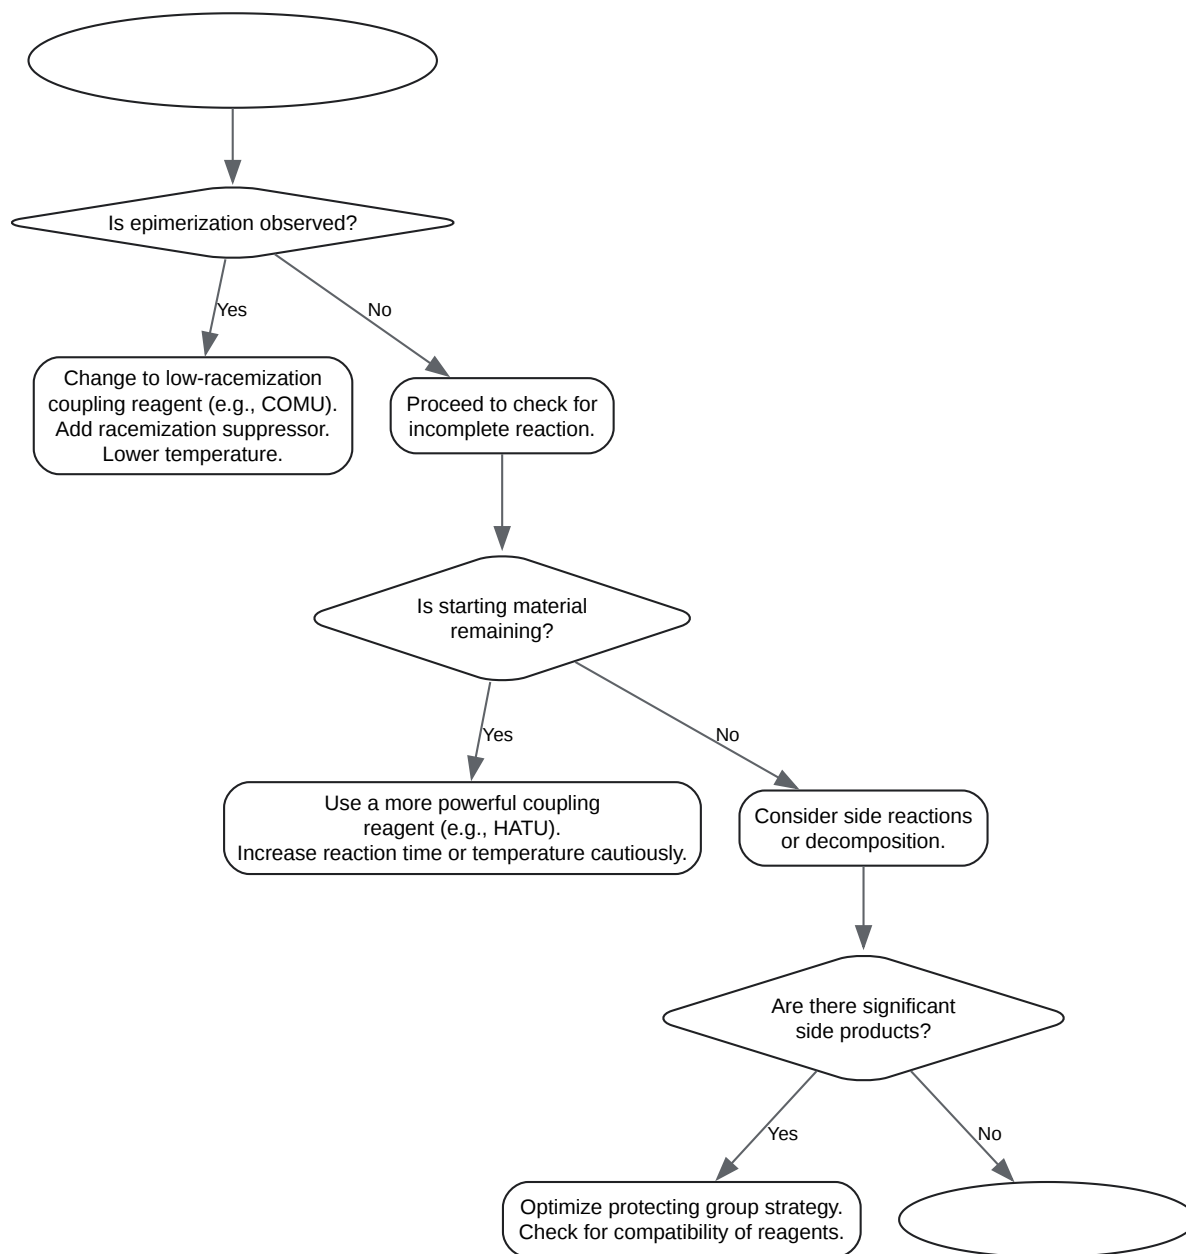 Is epimerization observed?
Yes
No
Change to low-racemization
coupling reagent (e.g., COMU).
Add racemization suppressor.
Lower temperature.
Proceed to check for
incomplete reaction.
Is starting material
remaining?
Yes
No
Use a more powerful coupling
reagent (e.g., HATU).
Increase reaction time or temperature cautiously.
Consider side reactions
or decomposition.
Are there significant
side products?
Yes
No
Optimize protecting group strategy.
Check for compatibility of reagents.